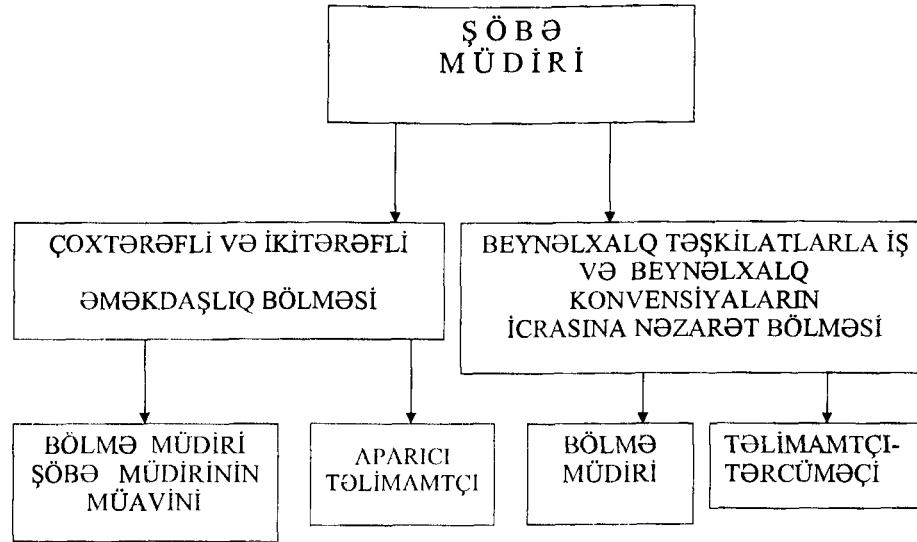 ŞÖBƏ
MÜDİRİ
ÇOXTƏRƏFLİ VƏ İKİTƏRƏFLİ
ƏMƏKDAŞLIQ BÖLMƏSİ
BEYNƏLXALQ TƏŞKİLATLARLA İŞ
VƏ BEYNƏLXALQ
KONVENSİYALARIN
İCRASINA NƏZARƏT BÖLMƏSİ
BÖLMƏ MÜDİRİ
ŞÖBƏ MÜDİRİNİN
MÜAVİNİ
APARICI
TƏLİMAMTÇI
BÖLMƏ
MÜDİRİ
TƏLİMAMTÇI-
TƏRCÜMƏÇİ